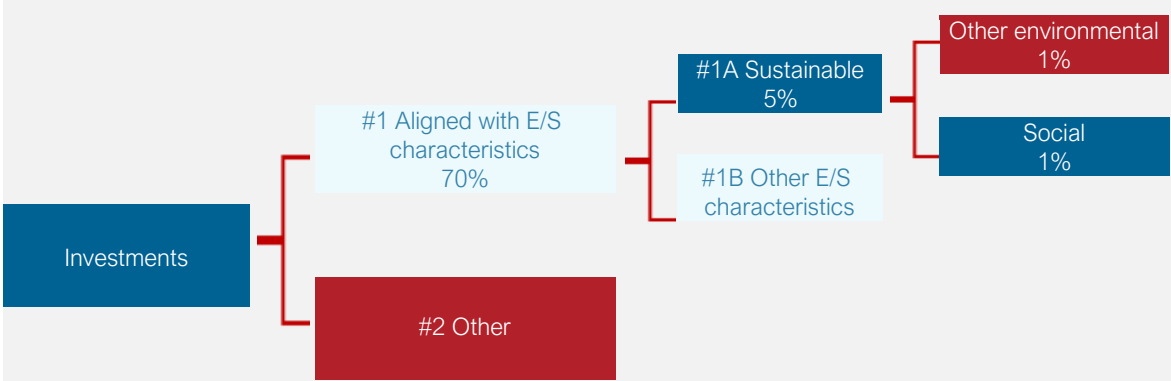 Investments
#1 Aligned with E/S
characteristics
70%
#2 Other
#1A Sustainable
5%
#1B Other E/S
characteristics
Other environmental
1%
Social
1%